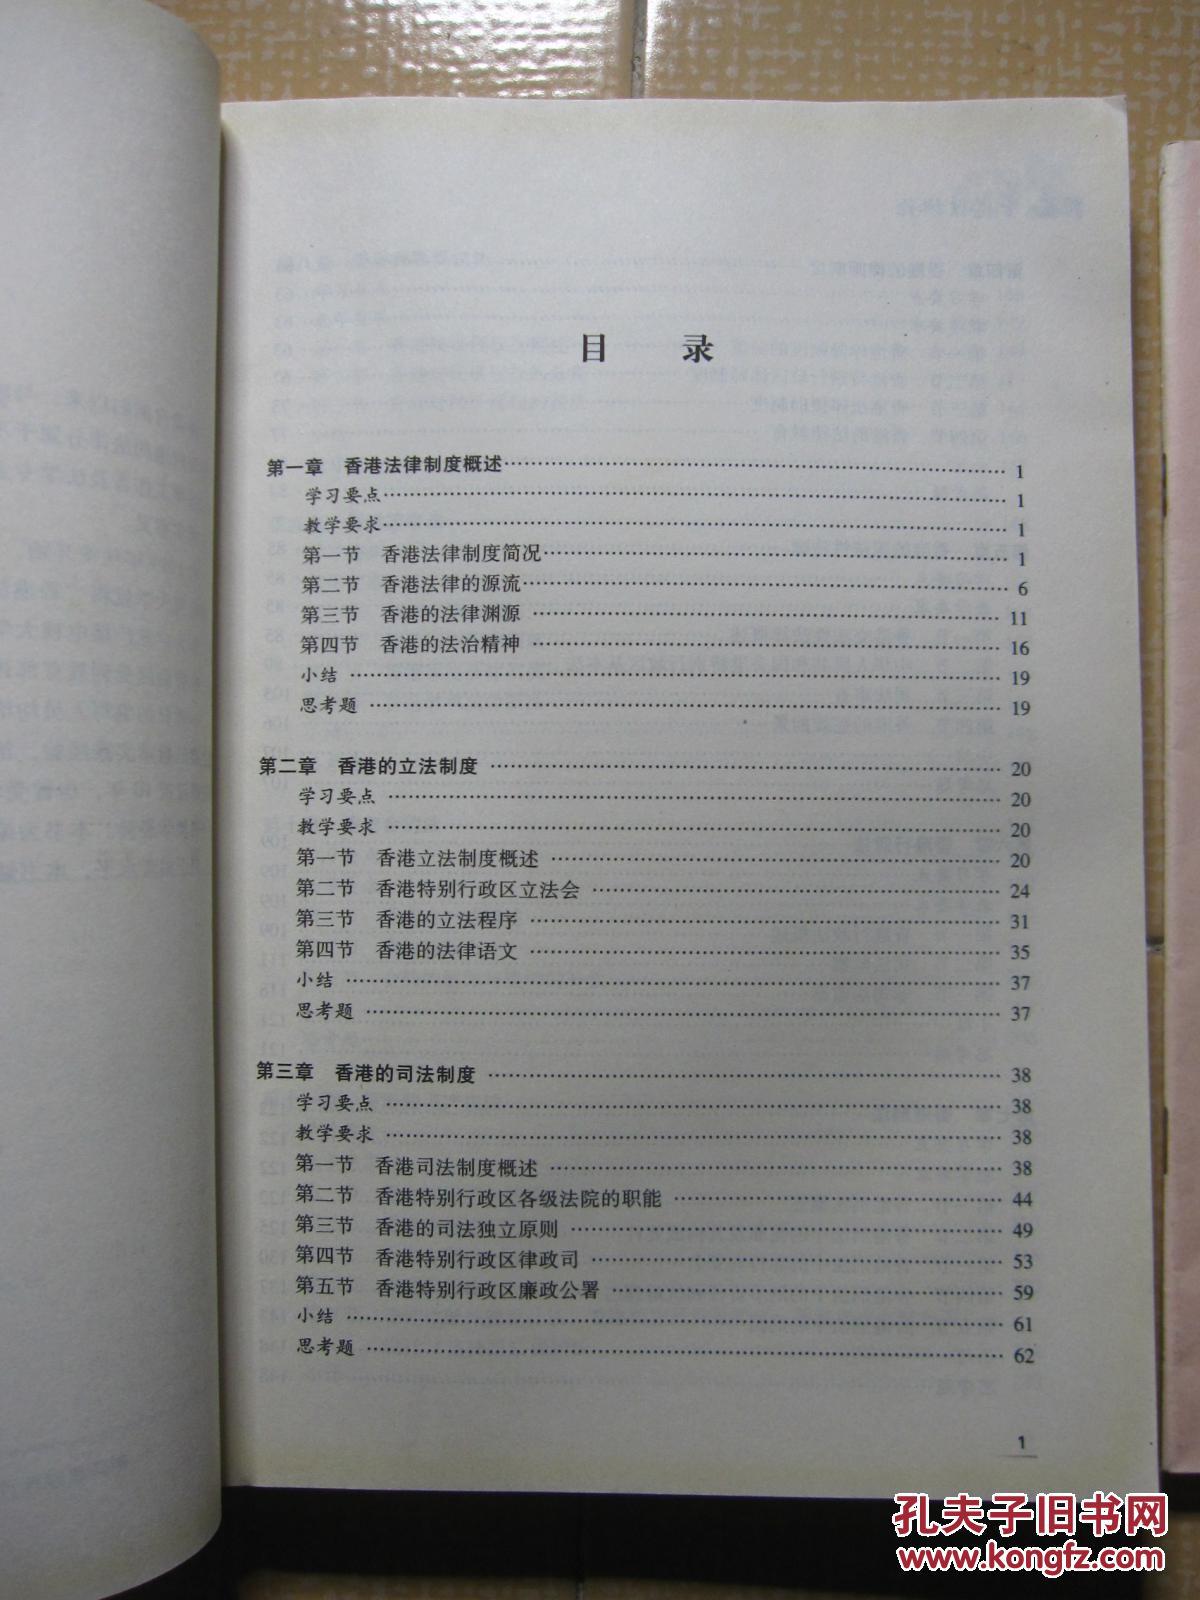 目 录
第一章 香港法律制度概述 1
学习要点 1
教学要求 1
第一节 香港法律制度简况 1
第二节 香港法律的源流 6
第三节 香港的法律渊源 11
第四节 香港的法治精神 16
小结 19
思考题 19
第二章 香港的立法制度 20
学习要点 20
教学要求 20
第一节 香港立法制度概述 20
第二节 香港特别行政区立法会 24
第三节 香港的立法程序 31
第四节 香港的法律语文 35
小结 37
思考题 37
第三章 香港的司法制度 38
学习要点 38
教学要求 38
第一节 香港司法制度概述 38
第二节 香港特别行政区各级法院的职能 44
第三节 香港的司法独立原则 49
第四节 香港特别行政区律政司 53
第五节 香港特别行政区廉政公署 59
小结 61
思考题 62
1
孔夫子旧书网
www.kongfz.com